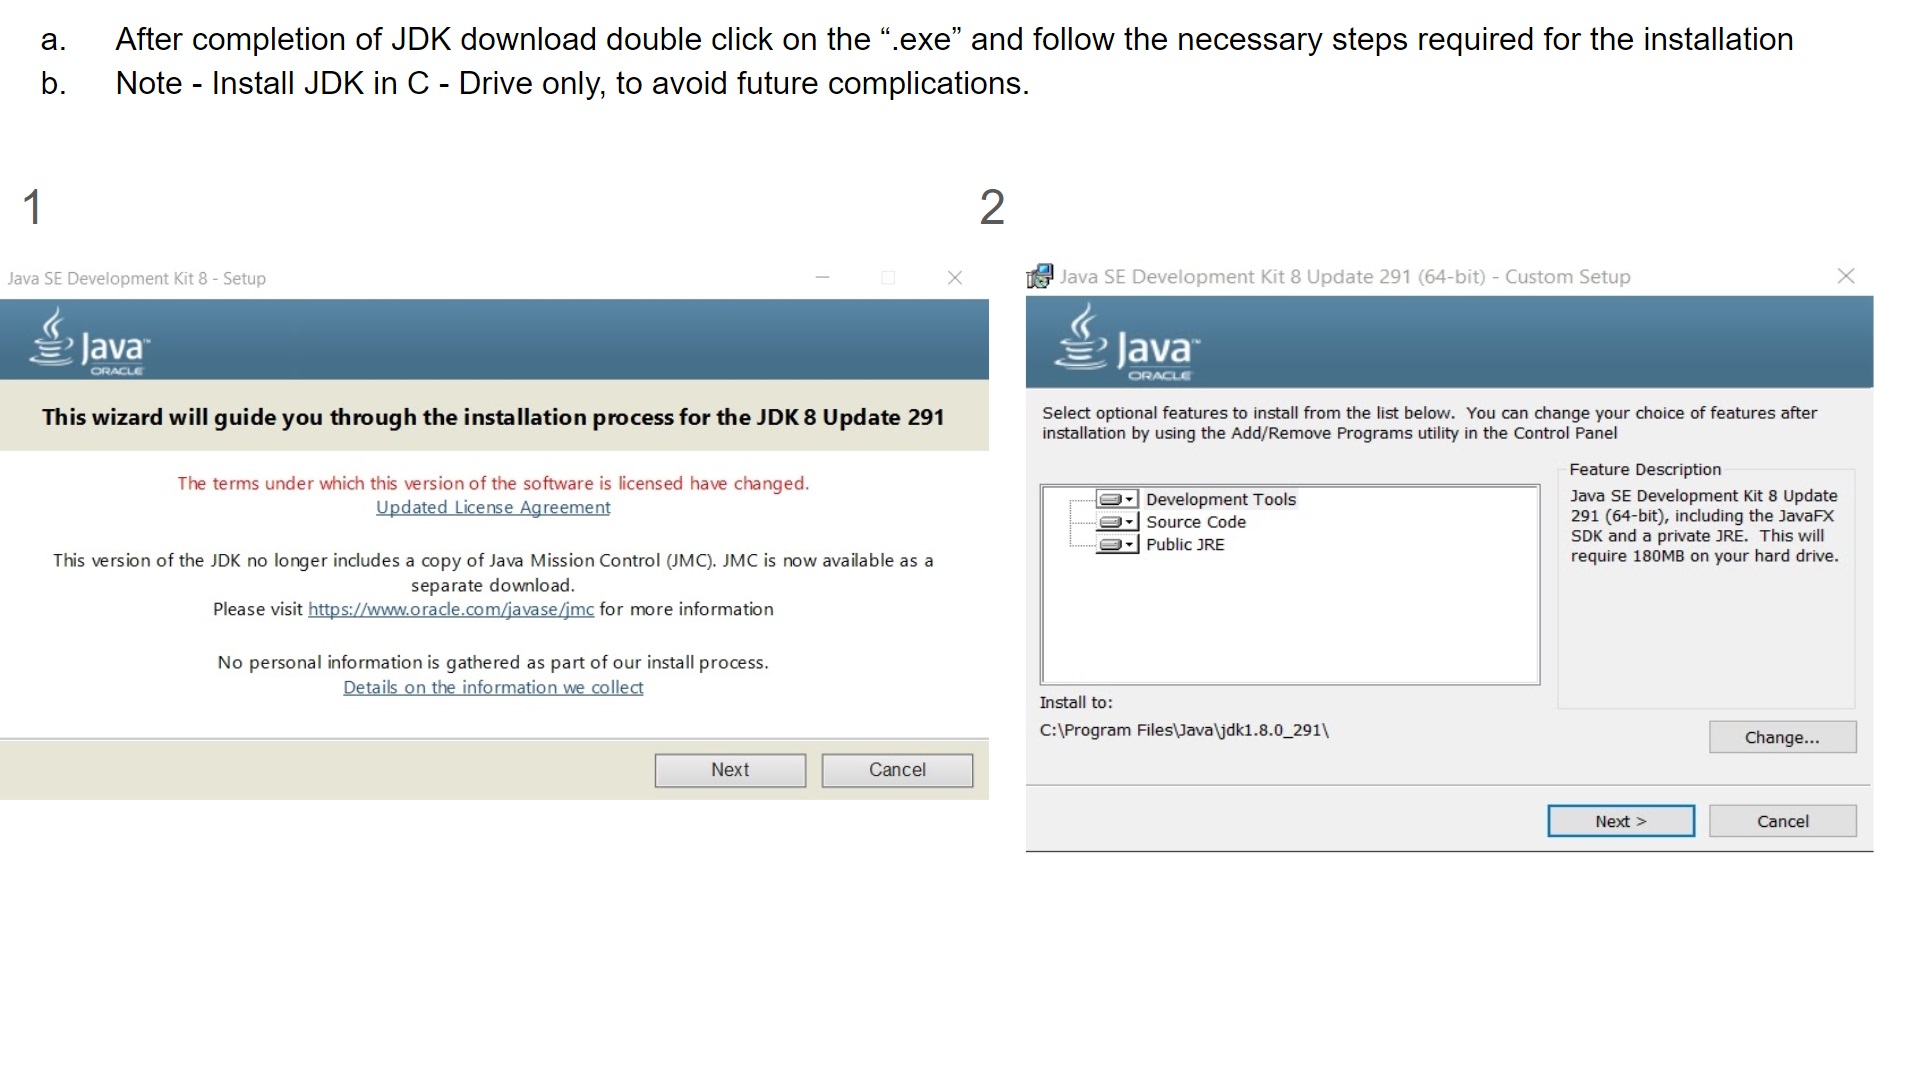 a. After completion of JDK download double click on the “.exe” and follow the necessary steps required for the installation
b. Note - Install JDK in C - Drive only, to avoid future complications.
1
Java SE Development Kit 8 - Setup
Java™
ORACLE
This wizard will guide you through the installation process for the JDK 8 Update 291
The terms under which this version of the software is licensed have changed.
Updated License Agreement
This version of the JDK no longer includes a copy of Java Mission Control (JMC). JMC is now available as a
separate download.
Please visit https://www.oracle.com/javase/jmc for more information
No personal information is gathered as part of our install process.
Details on the information we collect
Next
Cancel
2
Java SE Development Kit 8 Update 291 (64-bit) - Custom Setup
Java™
ORACLE
Select optional features to install from the list below. You can change your choice of features after
installation by using the Add/Remove Programs utility in the Control Panel
Development Tools
Source Code
Public JRE
Feature Description
Java SE Development Kit 8 Update
291 (64-bit), including the JavaFX
SDK and a private JRE. This will
require 180MB on your hard drive.
Install to:
C:\Program Files\Java\jdk1.8.0_291\
Change...
Next >
Cancel